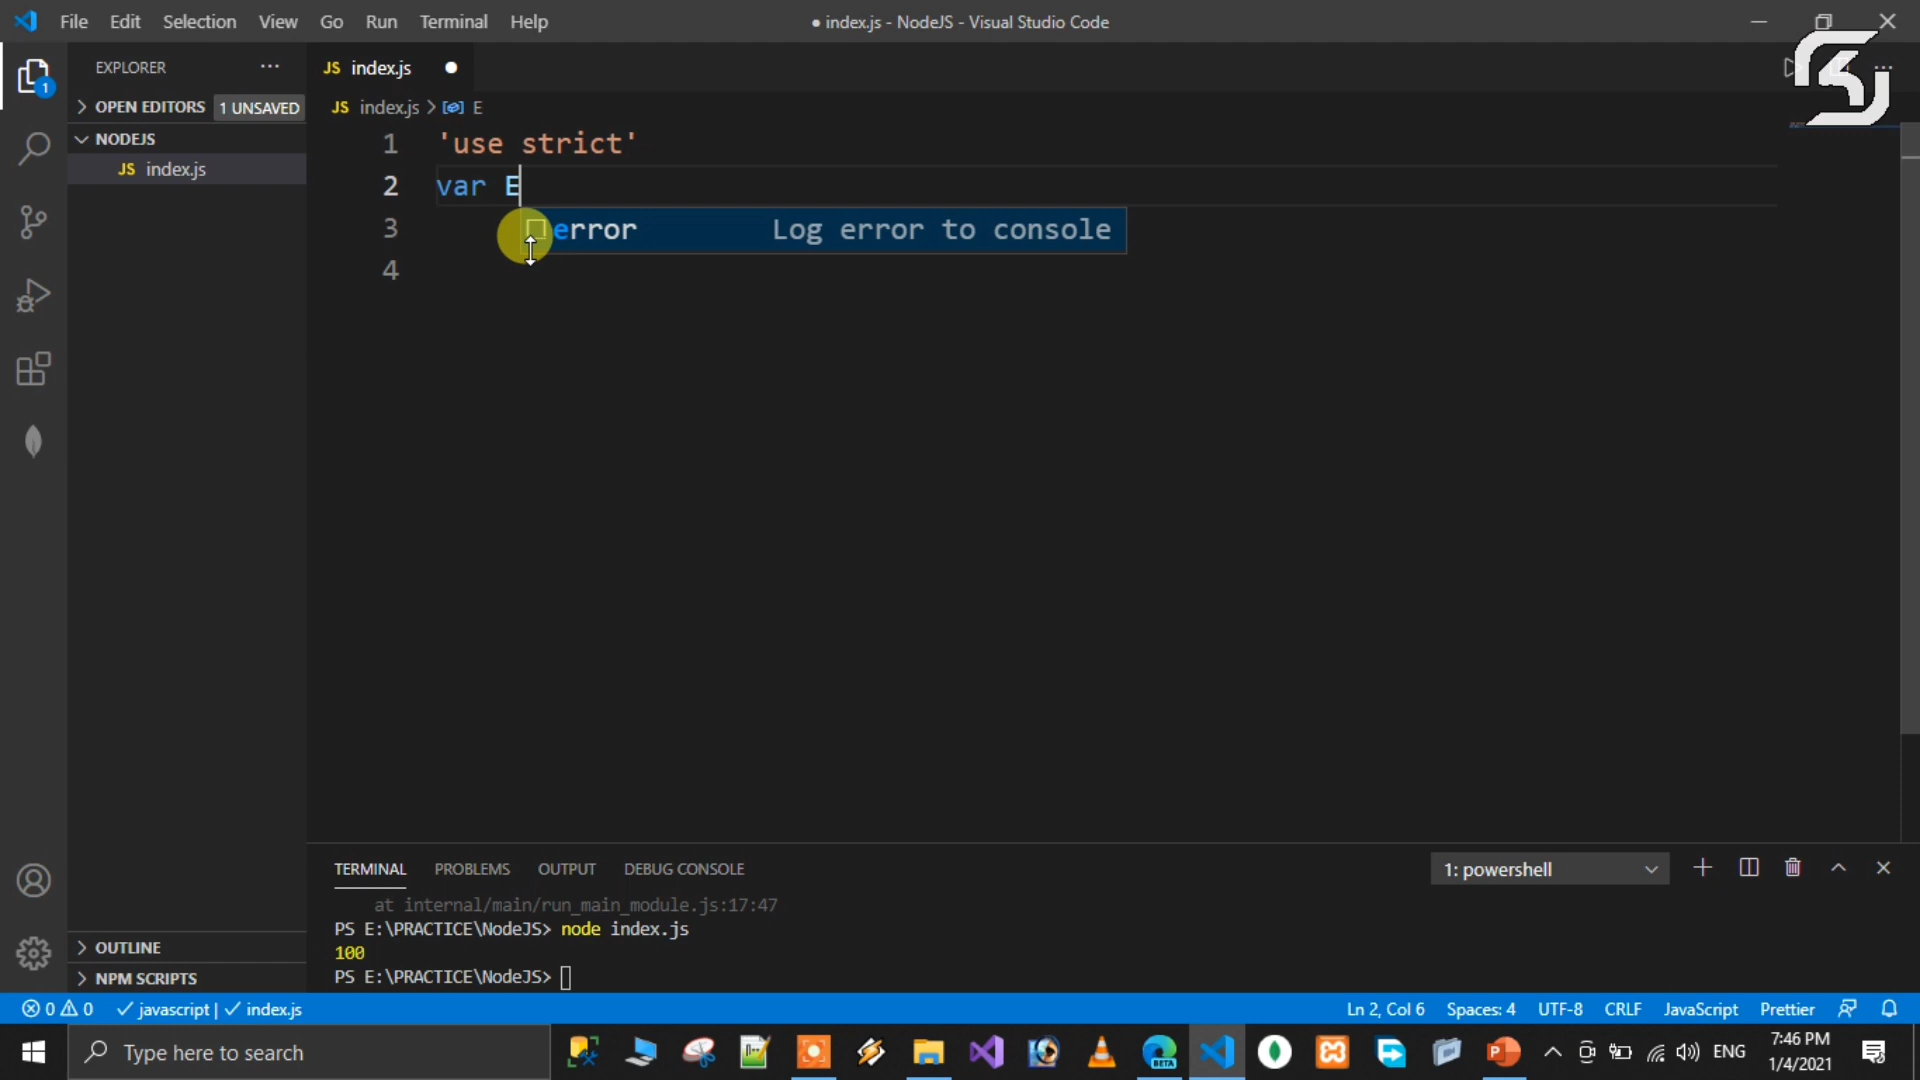 File Edit Selection View Go Run Terminal Help
● index.js - NodeJS - Visual Studio Code
EXPLORER
OPEN EDITORS 1 UNSAVED
NODEJS
JS index.js
OUTLINE
NPM SCRIPTS
1
JS index.js
JS index.js > E
1 'use strict'
2 var E
3
4
error Log error to console
TERMINAL PROBLEMS OUTPUT DEBUG CONSOLE
1: powershell
at internal/main/run_main_module.js:17:47
PS E:\PRACTICE\NodeJS> node index.js
100
PS E:\PRACTICE\NodeJS>
0 0 javascript | index.js
Ln 2, Col 6 Spaces: 4 UTF-8 CRLF JavaScript Prettier
Type here to search
BETA
ENG
7:46 PM
1/4/2021